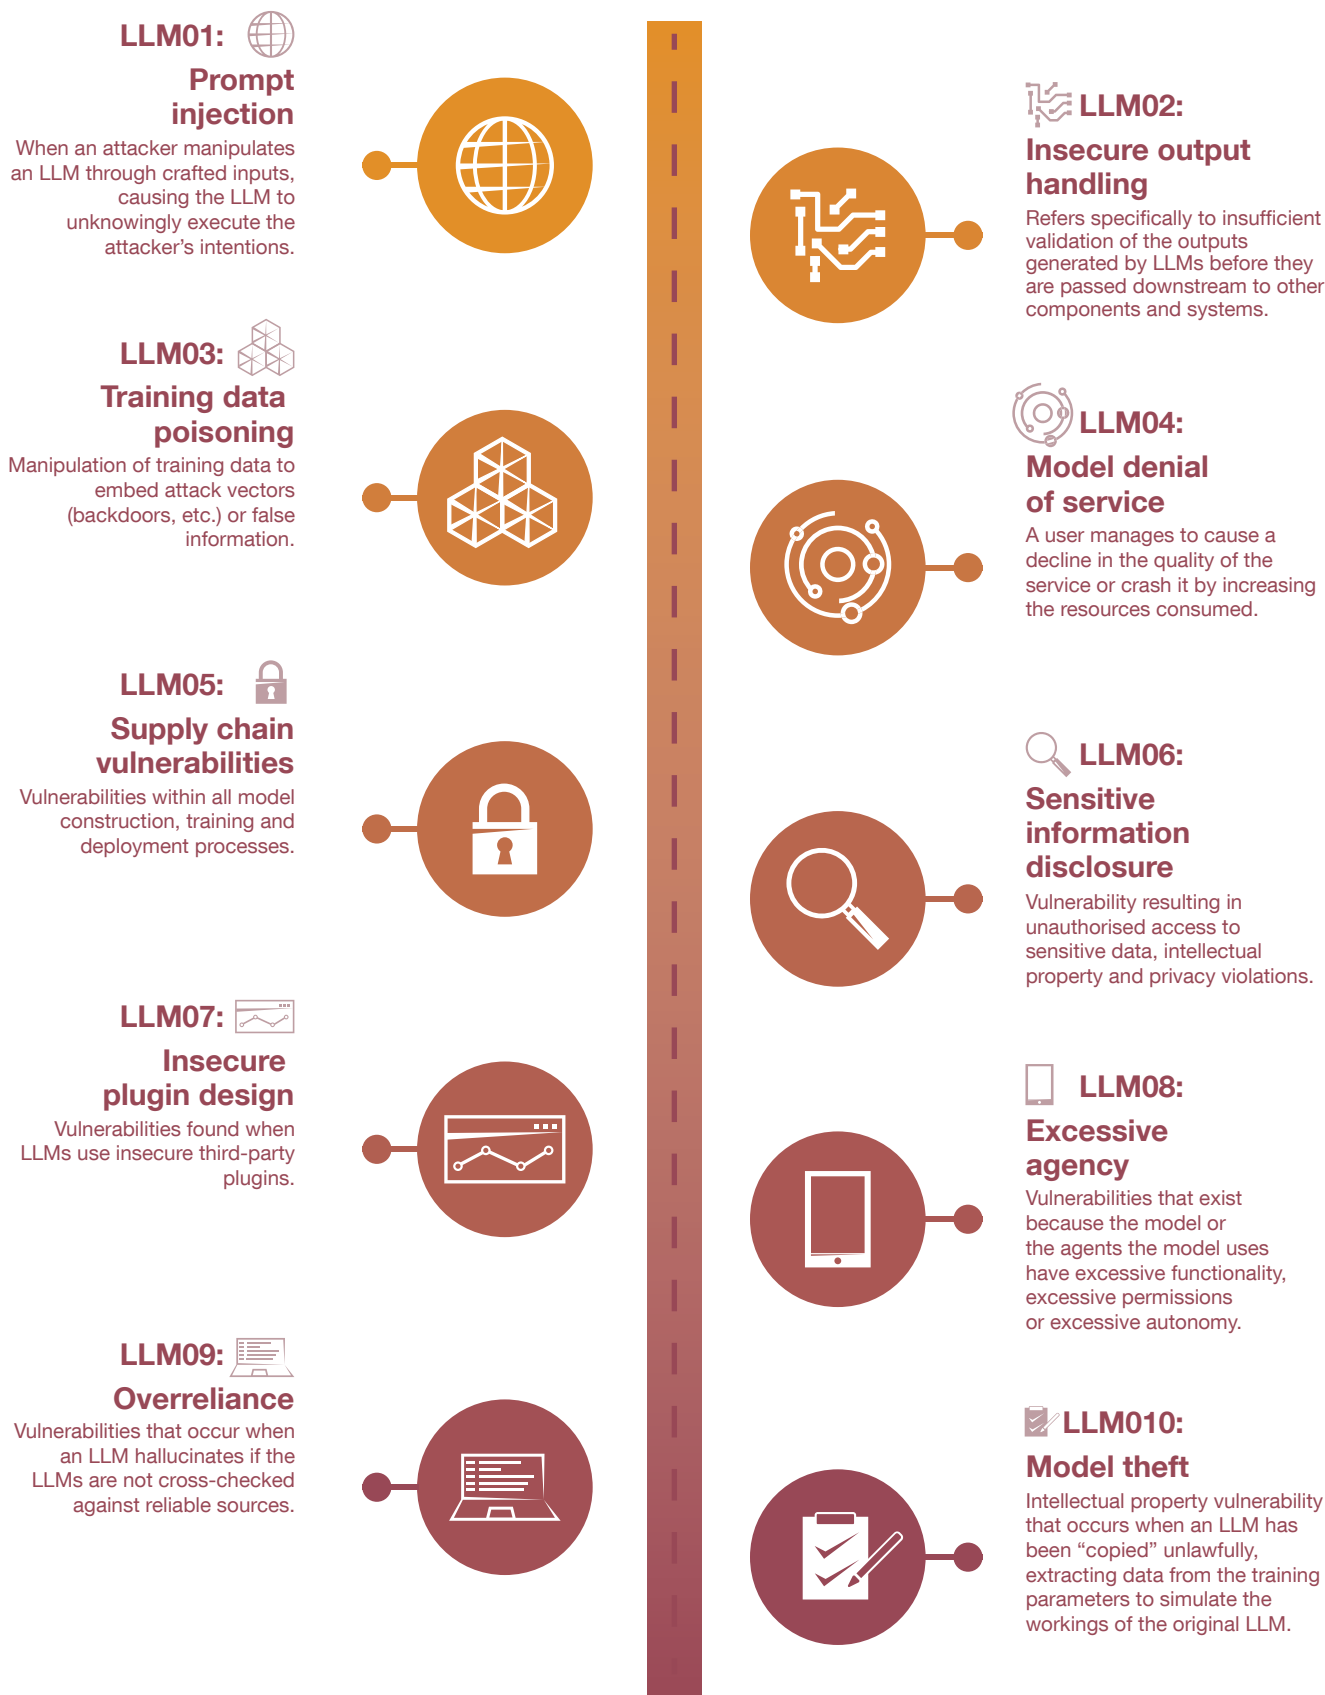 LLM01:
Prompt
injection
When an attacker manipulates
an LLM through crafted inputs,
causing the LLM to
unknowingly execute the
attacker's intentions.
LLM02:
Insecure output
handling
Refers specifically to insufficient
validation of the outputs
generated by LLMs before they
are passed downstream to other
components and systems.
LLM03:
Training data
poisoning
Manipulation of training data to
embed attack vectors
(backdoors, etc.) or false
information.
LLM04:
Model denial
of service
A user manages to cause a
decline in the quality of the
service or crash it by increasing
the resources consumed.
LLM05:
Supply chain
vulnerabilities
Vulnerabilities within all model
construction, training and
deployment processes.
LLM06:
Sensitive
information
disclosure
Vulnerability resulting in
unauthorised access to
sensitive data, intellectual
property and privacy violations.
LLM07:
Insecure
plugin design
Vulnerabilities found when
LLMs use insecure third-party
plugins.
LLM08:
Excessive
agency
Vulnerabilities that exist
because the model or
the agents the model uses
have excessive functionality,
excessive permissions
or excessive autonomy.
LLM09:
Overreliance
Vulnerabilities that occur when
an LLM hallucinates if the
LLMs are not cross-checked
against reliable sources.
LLM010:
Model theft
Intellectual property vulnerability
that occurs when an LLM has
been “copied” unlawfully,
extracting data from the training
parameters to simulate the
workings of the original LLM.